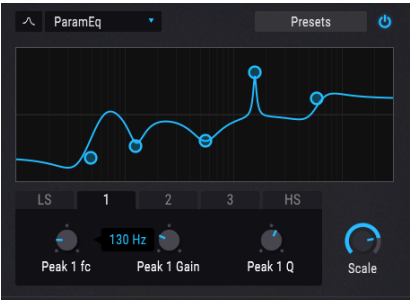 ParamEq
Presets
LS 1 2 3 HS
130 Hz
Peak 1 fc Peak 1 Gain Peak 1 Q Scale